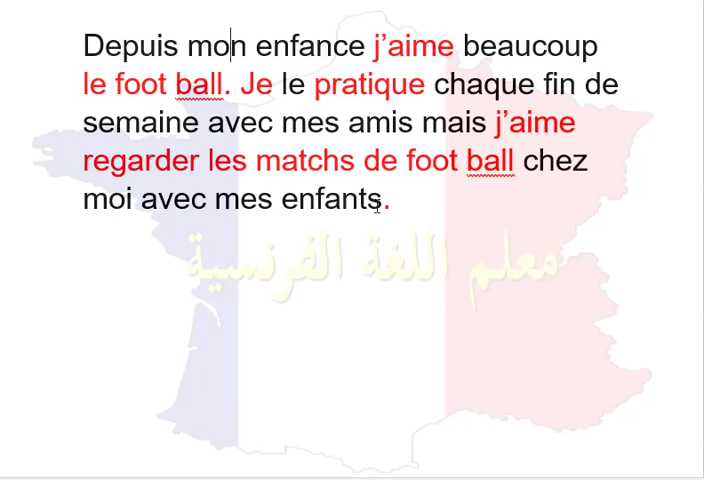 Depuis mon enfance j’aime beaucoup
le foot ball. Je le pratique chaque fin de
semaine avec mes amis mais j’aime
regarder les matchs de foot ball chez
moi avec mes enfants.
معلم اللغة الفرنسية